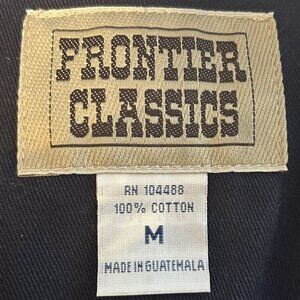 FRONTIER
CLASSICS
RN 104488
100% COTTON
M
MADE IN GUATEMALA